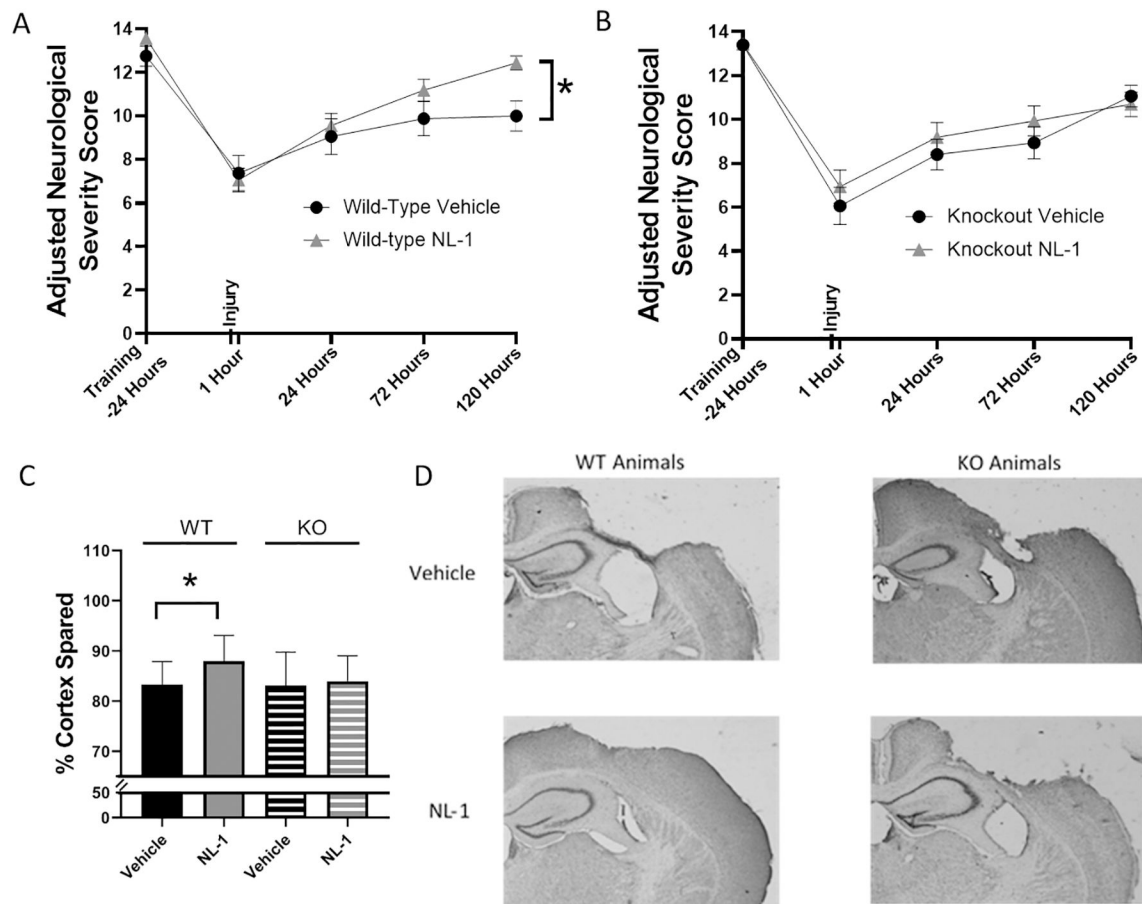 A
14
12
10
8
6
4
2
0
Adjusted Neurological
Severity Score
*
Wild-Type Vehicle
Wild-type NL-1
Injury
Training
-24 Hours
1 Hour
24 Hours
72 Hours
120 Hours
B
14
12
10
8
6
4
2
0
Adjusted Neurological
Severity Score
Knockout Vehicle
Knockout NL-1
Injury
Training
-24 Hours
1 Hour
24 Hours
72 Hours
120 Hours
C
WT
KO
110
100
90
80
70
50
0
% Cortex Spared
*
Vehicle
NL-1
Vehicle
NL-1
D
WT Animals
KO Animals
Vehicle
NL-1